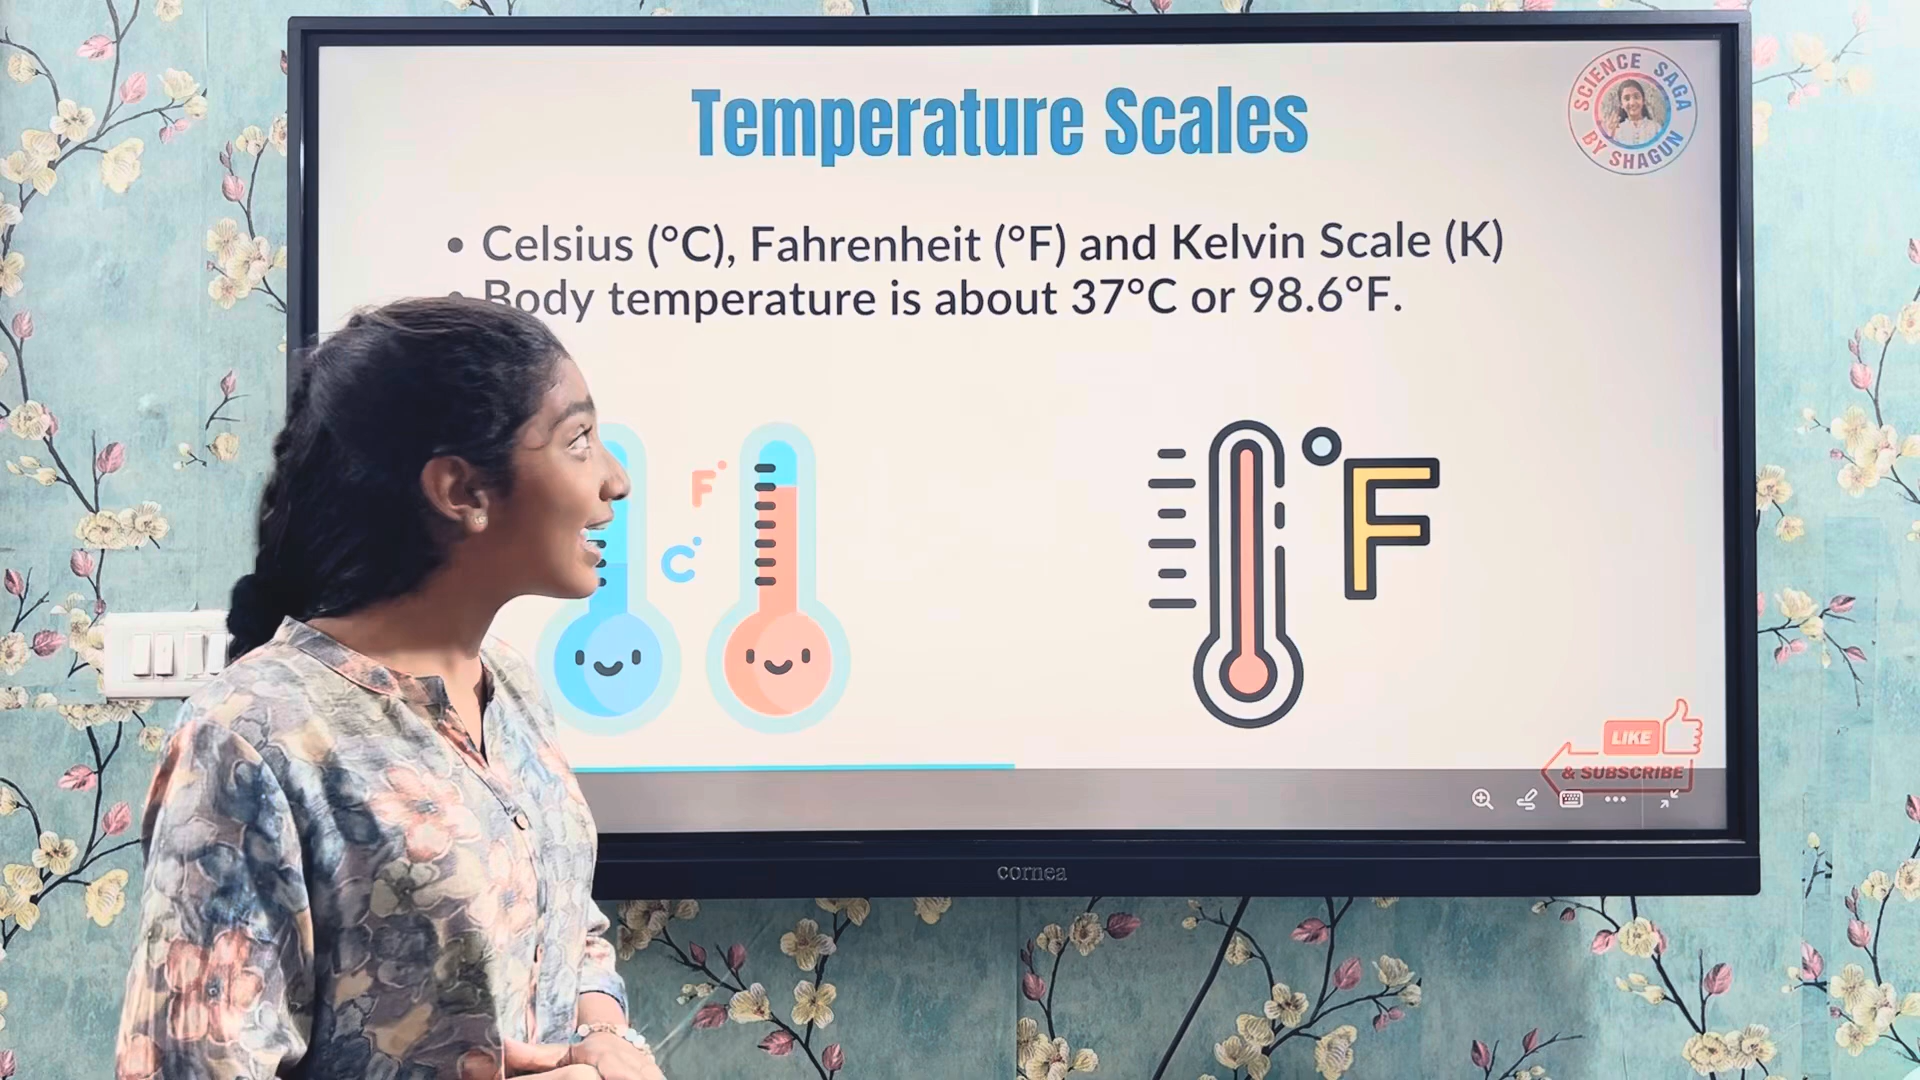 Temperature Scales
SCIENCE SAGA
BY SHAGUN
• Celsius (°C), Fahrenheit (°F) and Kelvin Scale (K)
• Body temperature is about 37°C or 98.6°F.
F°
C°
°F
LIKE
& SUBSCRIBE
cornea